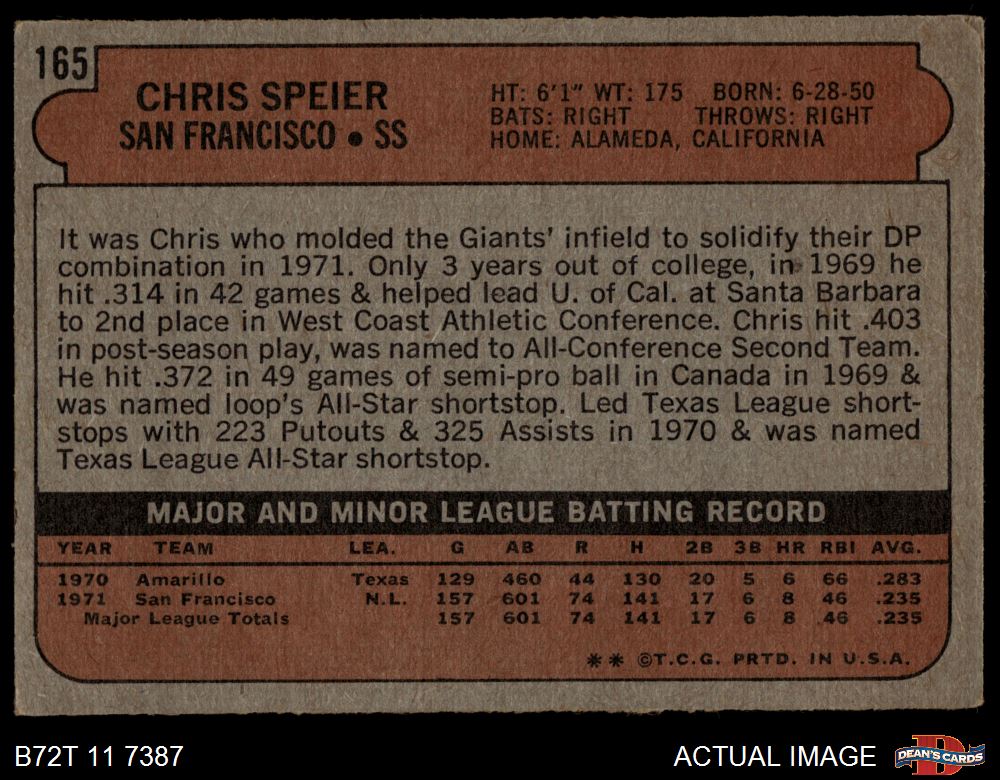 165
CHRIS SPEIER
SAN FRANCISCO • SS
HT: 6'1" WT: 175 BORN: 6-28-50
BATS: RIGHT THROWS: RIGHT
HOME: ALAMEDA, CALIFORNIA
It was Chris who molded the Giants' infield to solidify their DP
combination in 1971. Only 3 years out of college, in 1969 he
hit .314 in 42 games & helped lead U. of Cal. at Santa Barbara
to 2nd place in West Coast Athletic Conference. Chris hit .403
in post-season play, was named to All-Conference Second Team.
He hit .372 in 49 games of semi-pro ball in Canada in 1969 &
was named loop's All-Star shortstop. Led Texas League short-
stops with 223 Putouts & 325 Assists in 1970 & was named
Texas League All-Star shortstop.
MAJOR AND MINOR LEAGUE BATTING RECORD
YEAR TEAM LEA. G AB R H 2B 3B HR RBI AVG.
1970 Amarillo Texas 129 460 44 130 20 5 6 66 .283
1971 San Francisco N.L. 157 601 74 141 17 6 8 46 .235
Major League Totals 157 601 74 141 17 6 8 46 .235
** ©T.C.G. PRTD. IN U.S.A.
B72T 11 7387
ACTUAL IMAGE
D
DEAN'S CARDS